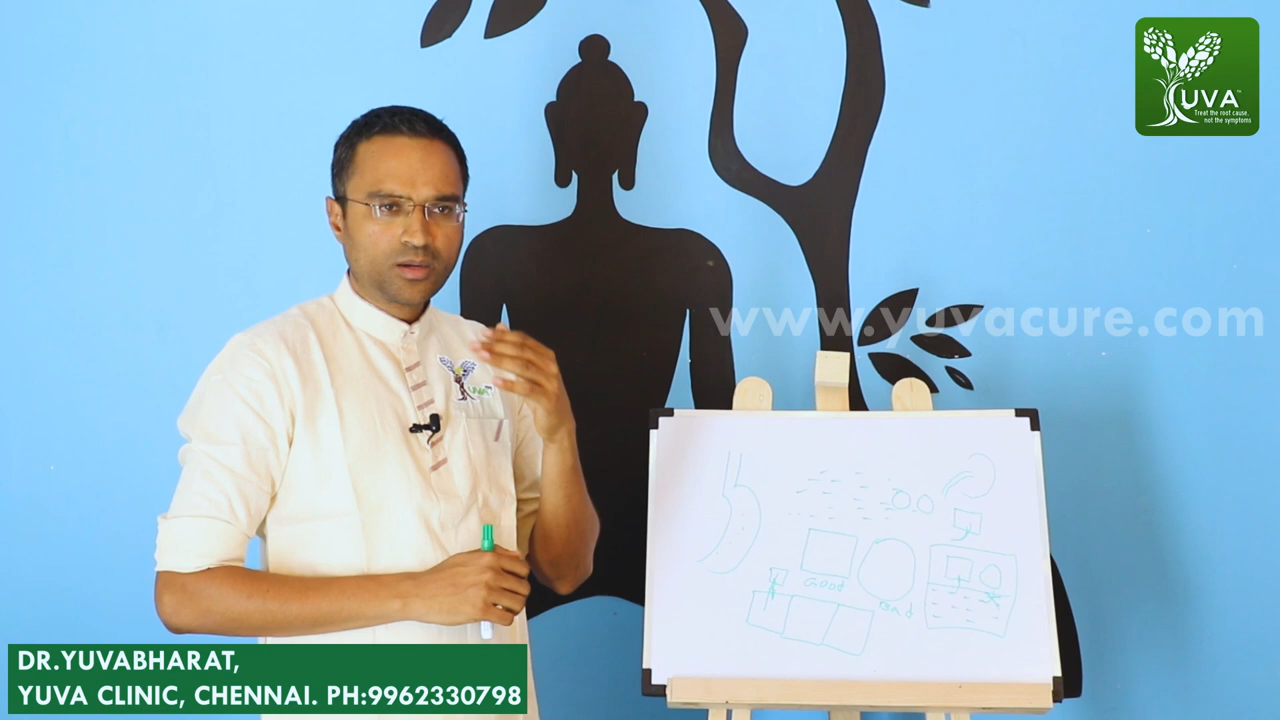 YUVA™
Treat the root cause,
not the symptoms
www.yuvacure.com
UVA
Good
Bad
DR.YUVABHARAT,
YUVA CLINIC, CHENNAI. PH:9962330798